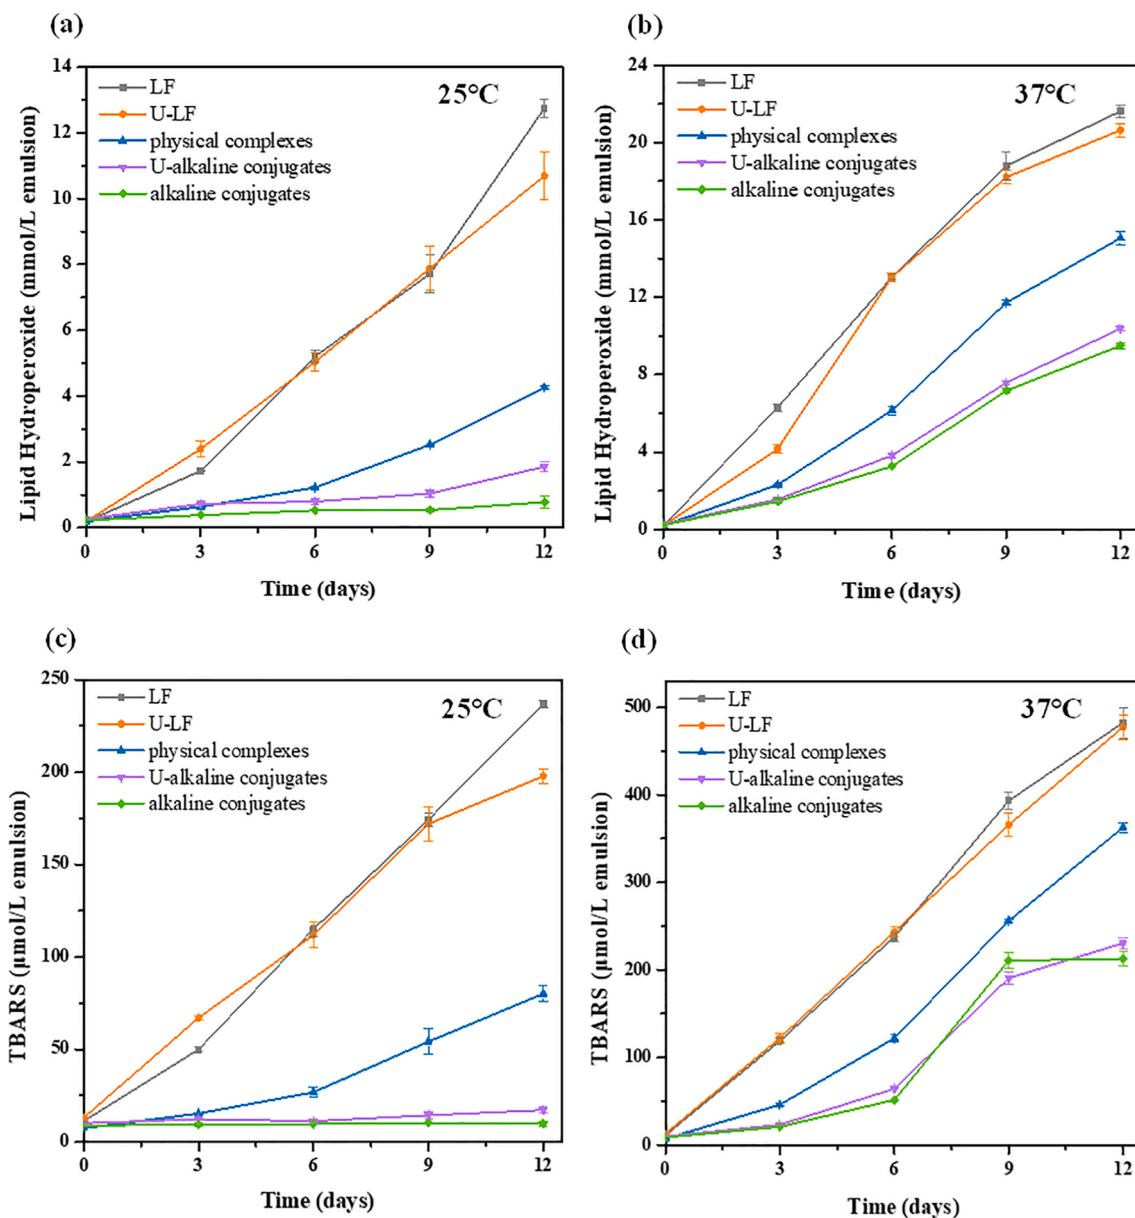 (a)
14
12
10
8
6
4
2
0
Lipid Hydroperoxide (mmol/L emulsion)
LF
U-LF
physical complexes
U-alkaline conjugates
alkaline conjugates
25°C
0 3 6 9 12
Time (days)
(b)
24
20
16
12
8
4
0
Lipid Hydroperoxide (mmol/L emulsion)
LF
U-LF
physical complexes
U-alkaline conjugates
alkaline conjugates
37°C
0 3 6 9 12
Time (days)
(c)
250
200
150
100
50
0
TBARS (μmol/L emulsion)
LF
U-LF
physical complexes
U-alkaline conjugates
alkaline conjugates
25°C
0 3 6 9 12
Time (days)
(d)
500
400
300
200
100
0
TBARS (μmol/L emulsion)
LF
U-LF
physical complexes
U-alkaline conjugates
alkaline conjugates
37°C
0 3 6 9 12
Time (days)